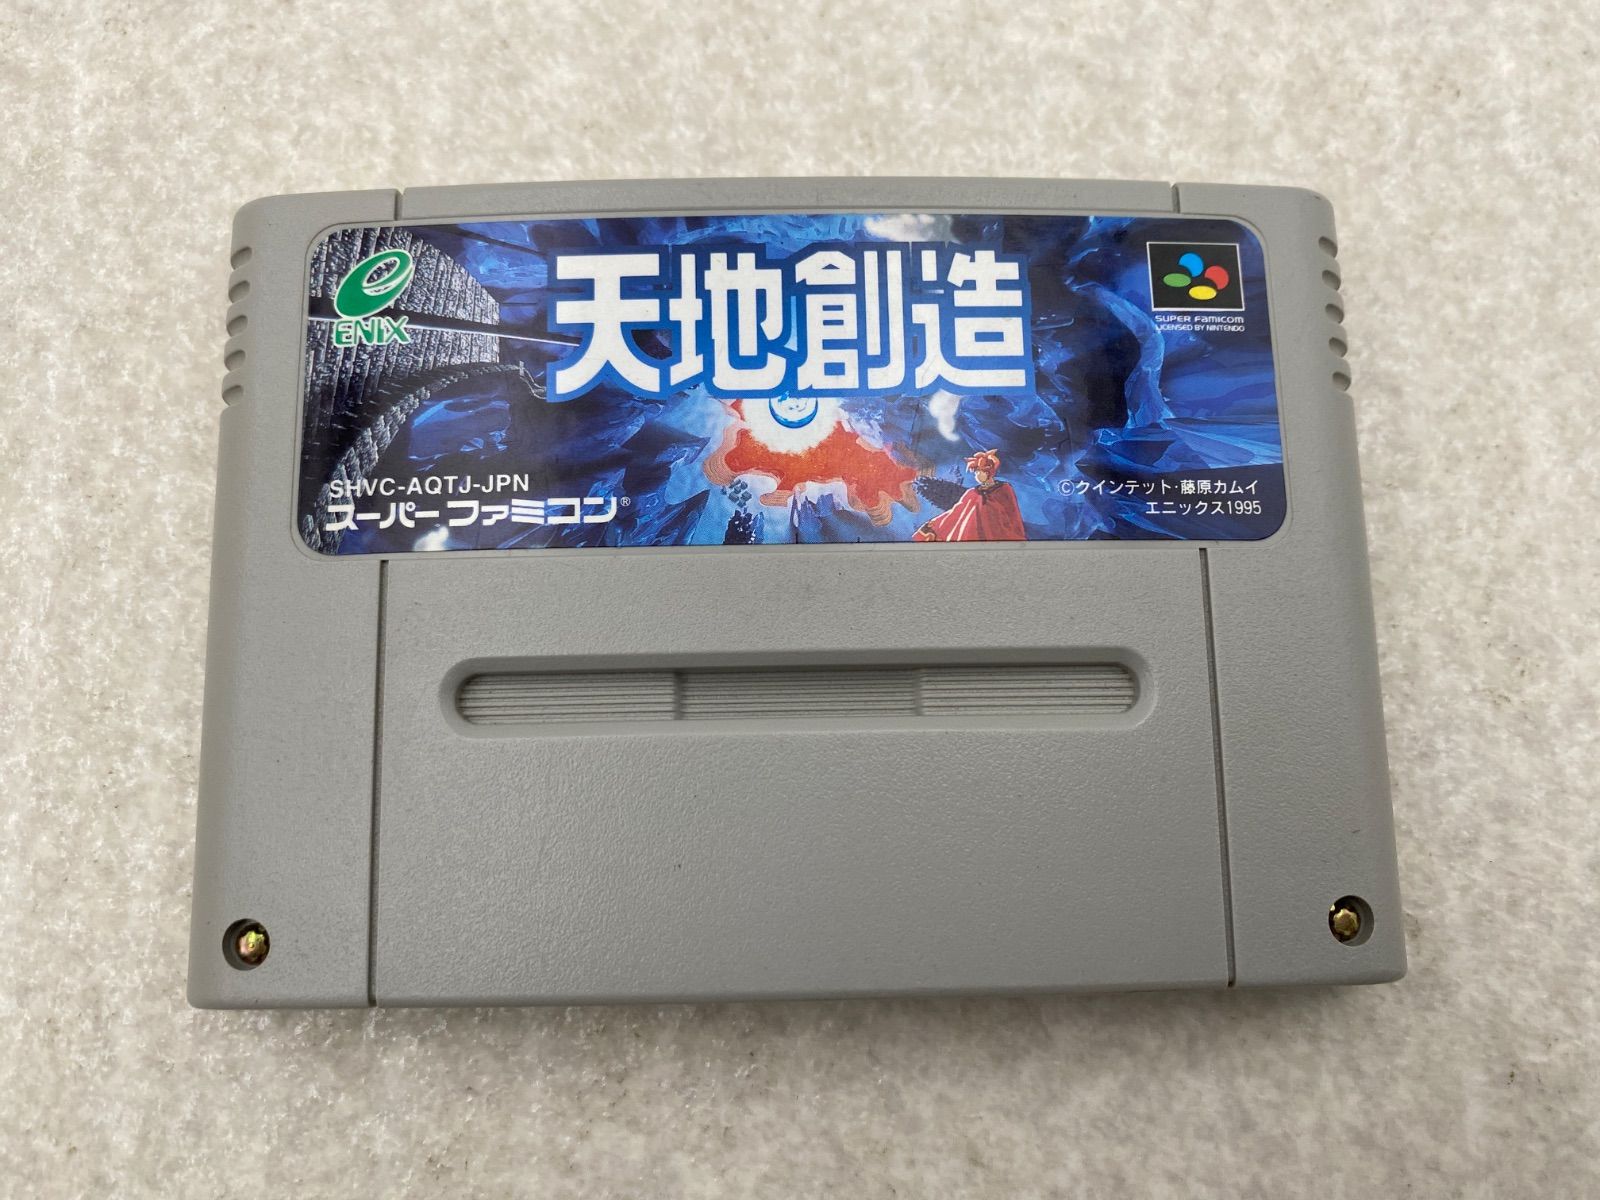 天地創造
ENIX
SUPER FAMICOM
LICENSED BY NINTENDO
SHVC-AQTJ-JPN
スーパーファミコン®
©クインテット・藤原カムイ
エニックス1995